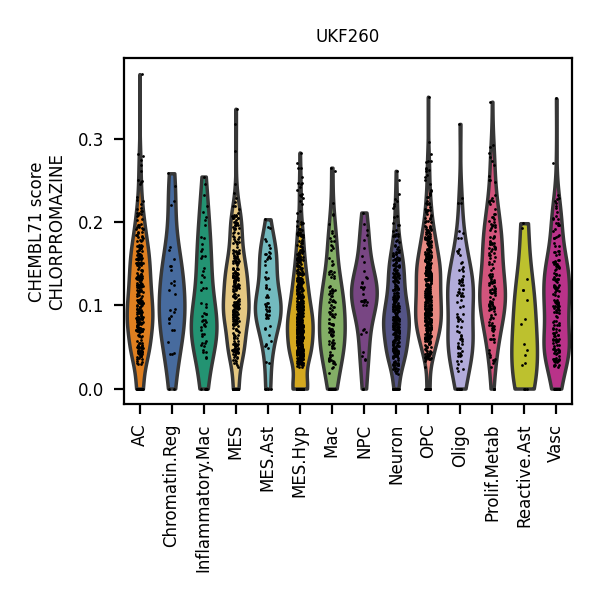 UKF260
CHEMBL71 score
CHLORPROMAZINE
0.3
0.2
0.1
0.0
AC
Chromatin.Reg
Inflammatory.Mac
MES
MES.Ast
MES.Hyp
Mac
NPC
Neuron
OPC
Oligo
Prolif.Metab
Reactive.Ast
Vasc